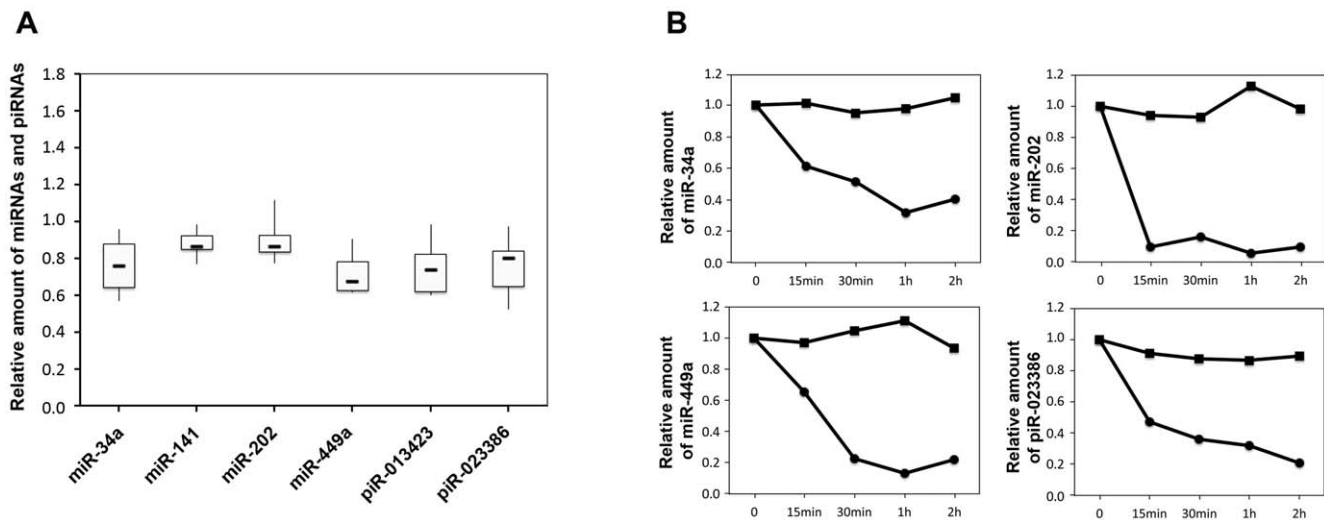 A
Relative amount of miRNAs and piRNAs
1.8
1.6
1.4
1.2
1.0
0.8
0.6
0.4
0.2
0.0
miR-34a
miR-141
miR-202
miR-449a
piR-013423
piR-023386
B
Relative amount
of miR-34a
1.2
1.0
0.8
0.6
0.4
0.2
0.0
0 15min 30min 1h 2h
Relative amount
of miR-202
1.2
1.0
0.8
0.6
0.4
0.2
0.0
0 15min 30min 1h 2h
Relative amount
of miR-449a
1.2
1.0
0.8
0.6
0.4
0.2
0.0
0 15min 30min 1h 2h
Relative amount
of piR-023386
1.2
1.0
0.8
0.6
0.4
0.2
0.0
0 15min 30min 1h 2h